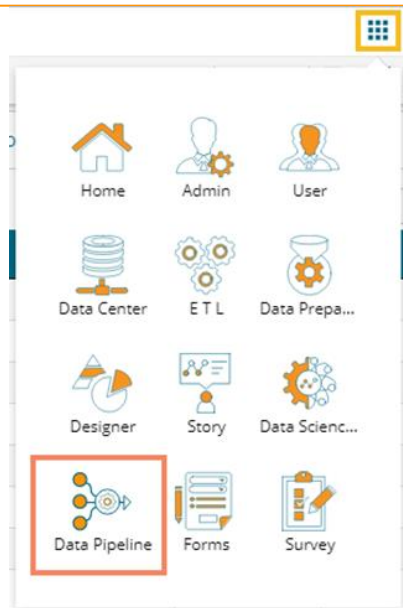 Home Admin User
Data Center E T L Data Prepa...
Designer Story Data Scienc...
Data Pipeline Forms Survey